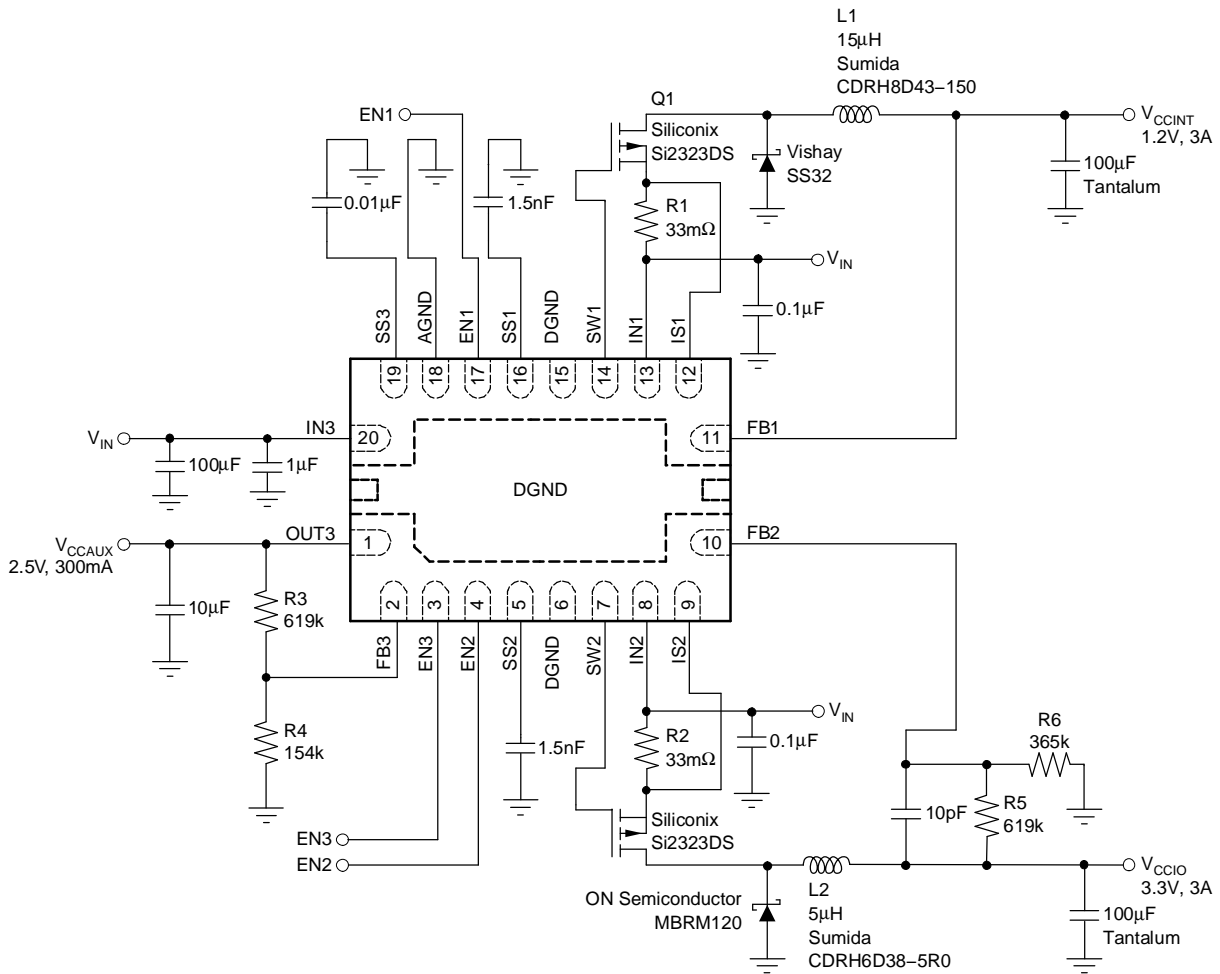 L1
15μH
Sumida
CDRH8D43–150
EN1
Q1
Siliconix
Si2323DS
Vishay
SS32
VCCINT
1.2V, 3A
100μF
Tantalum
0.01μF
1.5nF
R1
33mΩ
VIN
0.1μF
SS3
AGND
EN1
SS1
DGND
SW1
IN1
IS1
19
18
17
16
15
14
13
12
VIN
IN3
20
11
FB1
100μF
1μF
DGND
VCCAUX
2.5V, 300mA
OUT3
1
10
FB2
10μF
R3
619k
2
3
4
5
6
7
8
9
FB3
EN3
EN2
SS2
DGND
SW2
IN2
IS2
R4
154k
1.5nF
R2
33mΩ
VIN
0.1μF
R6
365k
10pF
R5
619k
EN3
EN2
Siliconix
Si2323DS
ON Semiconductor
MBRM120
L2
5μH
Sumida
CDRH6D38–5R0
VCCIO
3.3V, 3A
100μF
Tantalum